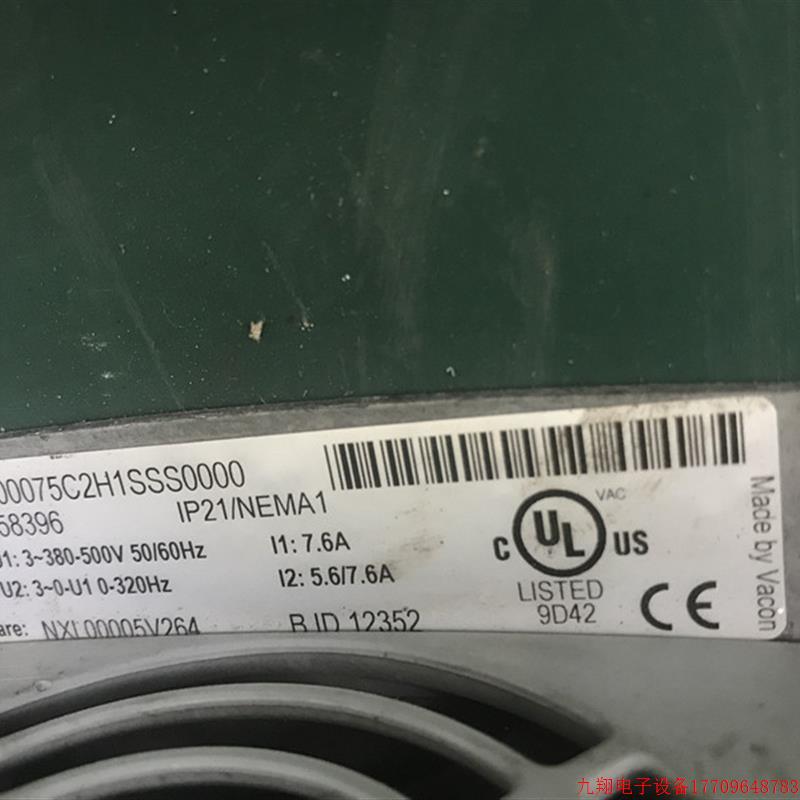 00075C2H1SSS0000
58396
IP21/NEMA1
U1: 3~380-500V 50/60Hz
I1: 7.6A
U2: 3~0-U1 0-320Hz
I2: 5.6/7.6A
are: NXL00005V264
B.ID 12352
VAC
C UL US
LISTED
9D42
CE
Made by Vacon
九翔电子设备17709648783